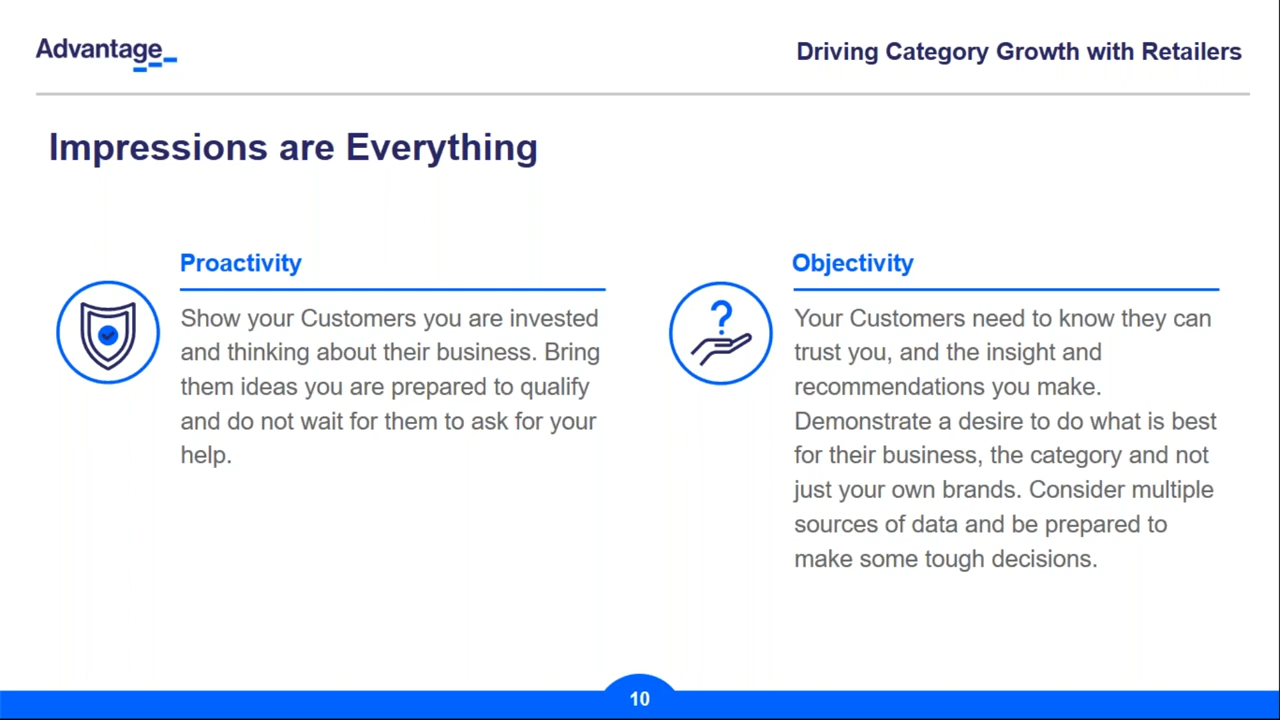 Advantage
Driving Category Growth with Retailers
Impressions are Everything
Proactivity
Show your Customers you are invested
and thinking about their business. Bring
them ideas you are prepared to qualify
and do not wait for them to ask for your
help.
Objectivity
Your Customers need to know they can
trust you, and the insight and
recommendations you make.
Demonstrate a desire to do what is best
for their business, the category and not
just your own brands. Consider multiple
sources of data and be prepared to
make some tough decisions.
10